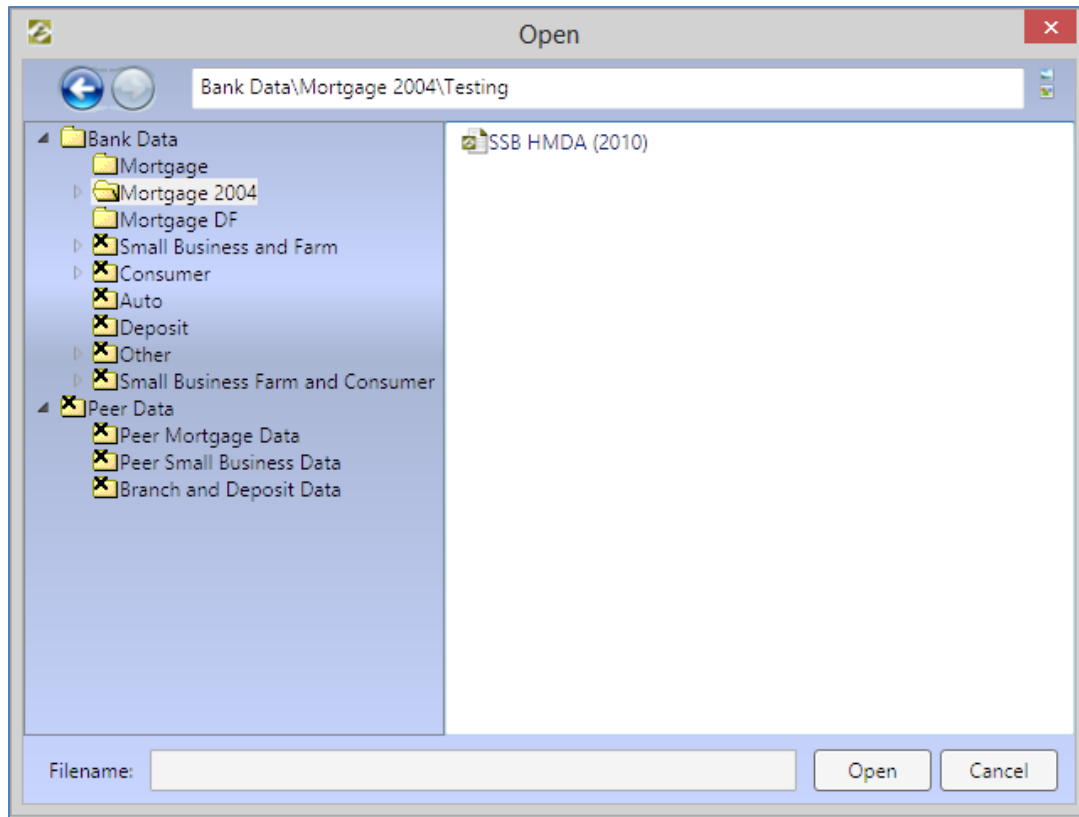 Open
Bank Data\Mortgage 2004\Testing
Bank Data
Mortgage
Mortgage 2004
Mortgage DF
Small Business and Farm
Consumer
Auto
Deposit
Other
Small Business Farm and Consumer
Peer Data
Peer Mortgage Data
Peer Small Business Data
Branch and Deposit Data
SSB HMDA (2010)
Filename:
Open
Cancel